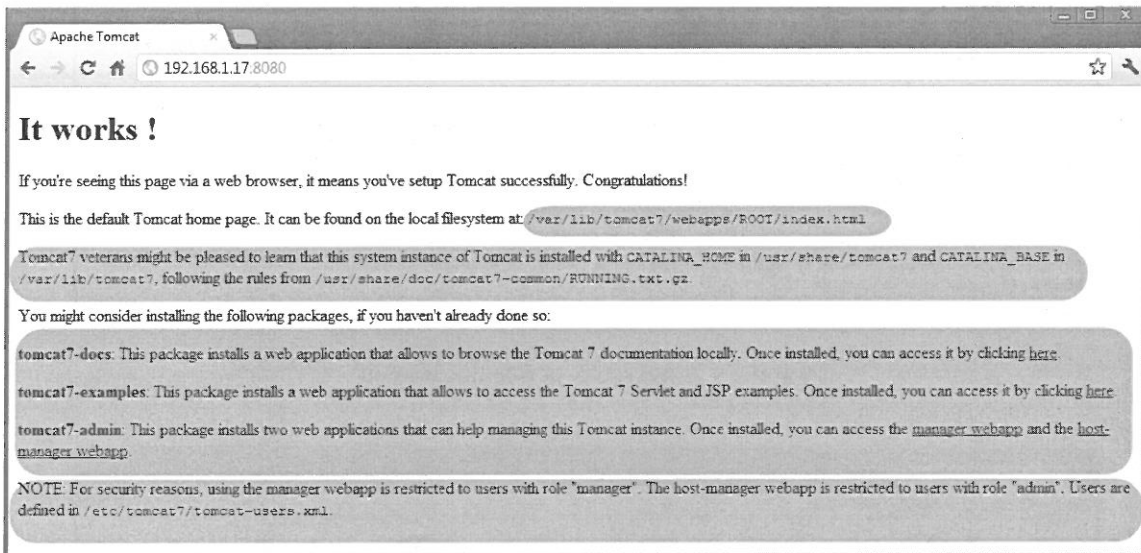 Apache Tomcat
192.168.1.17:8080
It works !
If you're seeing this page via a web browser, it means you've setup Tomcat successfully. Congratulations!
This is the default Tomcat home page. It can be found on the local filesystem at: /var/lib/tomcat7/webapps/ROOT/index.html
Tomcat7 veterans might be pleased to learn that this system instance of Tomcat is installed with CATALINA_HOME in /usr/share/tomcat7 and CATALINA_BASE in
/var/lib/tomcat7, following the rules from /usr/share/doc/tomcat7-common/RUNNING.txt.gz.
You might consider installing the following packages, if you haven't already done so:
tomcat7-docs: This package installs a web application that allows to browse the Tomcat 7 documentation locally. Once installed, you can access it by clicking here.
tomcat7-examples: This package installs a web application that allows to access the Tomcat 7 Servlet and JSP examples. Once installed, you can access it by clicking here.
tomcat7-admin: This package installs two web applications that can help managing this Tomcat instance. Once installed, you can access the manager webapp and the host-
manager webapp.
NOTE: For security reasons, using the manager webapp is restricted to users with role "manager". The host-manager webapp is restricted to users with role "admin". Users are
defined in /etc/tomcat7/tomcat-users.xml.